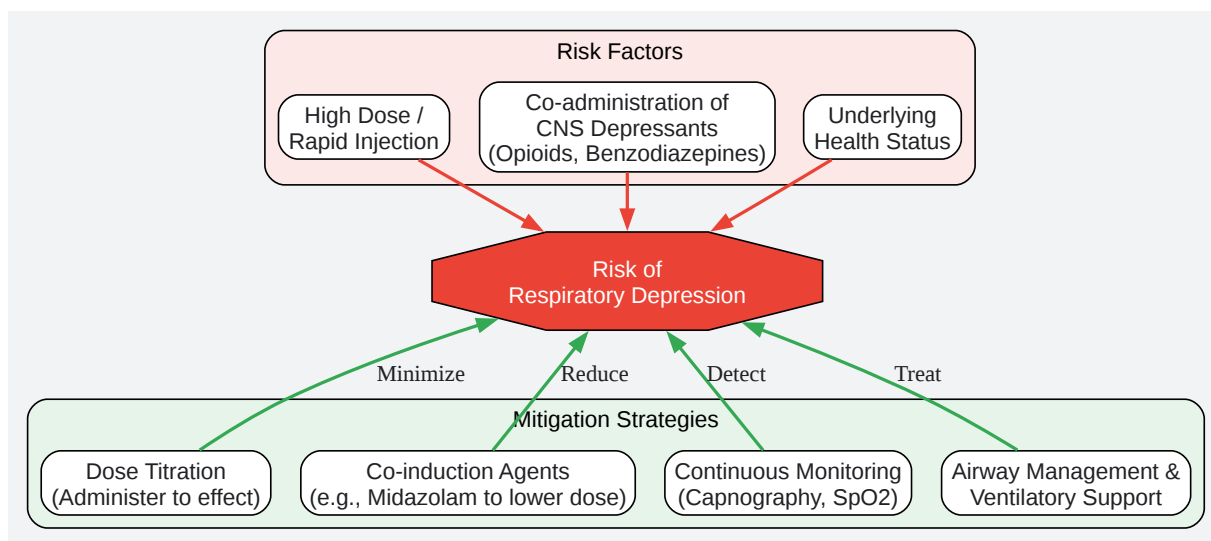 Risk Factors
High Dose /
Rapid Injection
Co-administration of
CNS Depressants
(Opioids, Benzodiazepines)
Underlying
Health Status
Risk of
Respiratory Depression
Minimize
Reduce
Detect
Treat
Mitigation Strategies
Dose Titration
(Administer to effect)
Co-induction Agents
(e.g., Midazolam to lower dose)
Continuous Monitoring
(Capnography, SpO2)
Airway Management &
Ventilatory Support